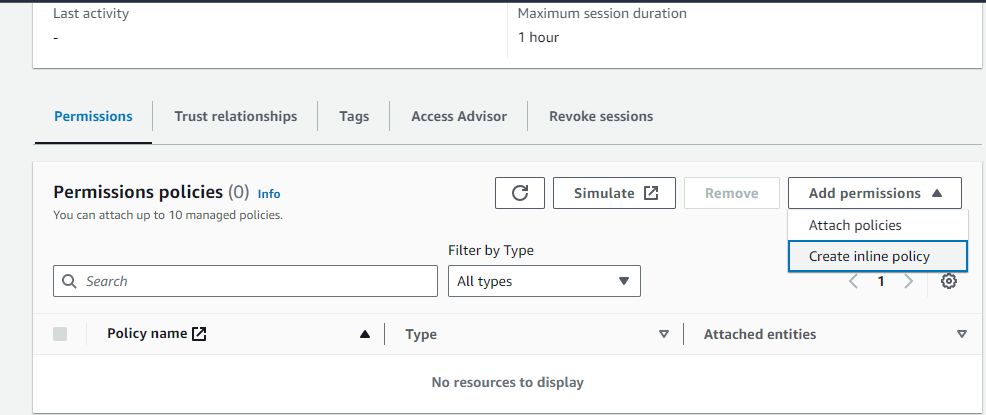 Last activity
Maximum session duration
-
1 hour
Permissions
Trust relationships
Tags
Access Advisor
Revoke sessions
Permissions policies (0) Info
You can attach up to 10 managed policies.
Simulate
Remove
Add permissions
Attach policies
Create inline policy
Filter by Type
Search
All types
1
Policy name
Type
Attached entities
No resources to display